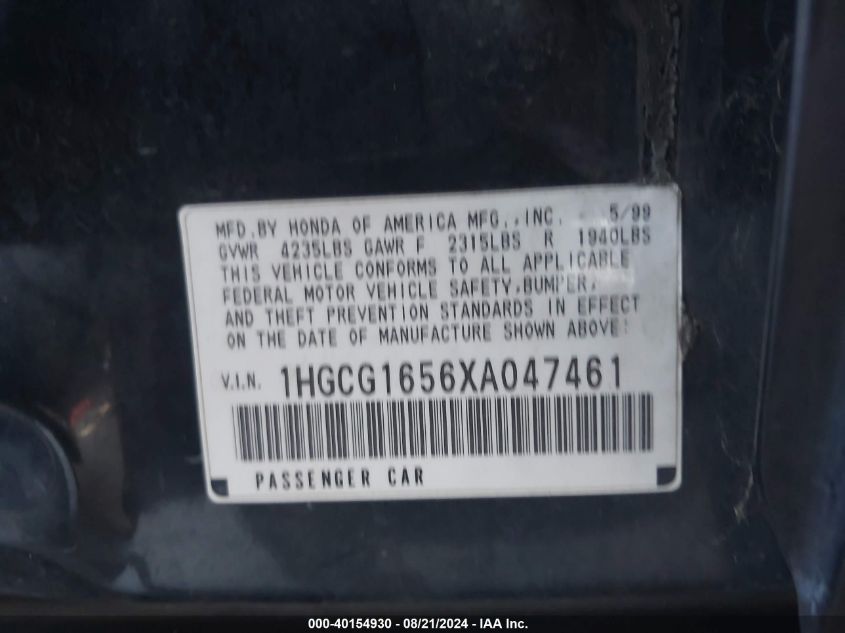 MFD.BY HONDA OF AMERICA MFG.,INC. 5/99
GVWR 4235LBS GAWR F 2315LBS R 1940LBS
THIS VEHICLE CONFORMS TO ALL APPLICABLE
FEDERAL MOTOR VEHICLE SAFETY,BUMPER,
AND THEFT PREVENTION STANDARDS IN EFFECT
ON THE DATE OF MANUFACTURE SHOWN ABOVE.
V.I.N. 1HGCG1656XA047461
PASSENGER CAR
000-40154930 - 08/21/2024 - IAA Inc.